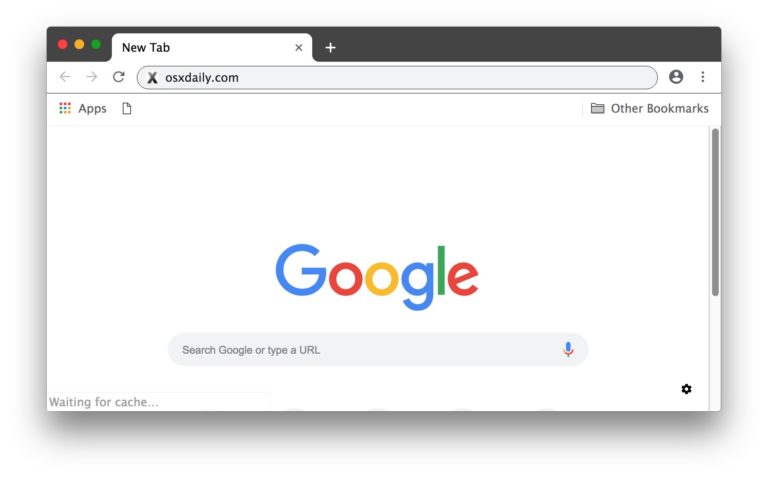 New Tab
osxdaily.com
Apps
Other Bookmarks
Google
Search Google or type a URL
Waiting for cache...